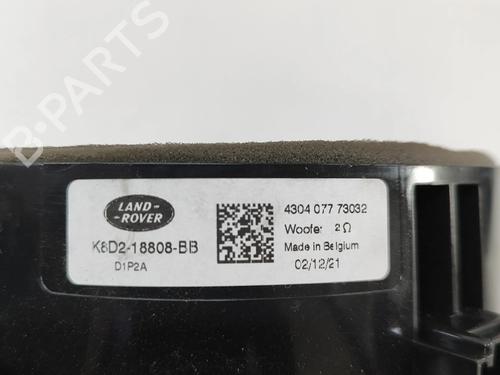 LAND-
-ROVER
K8D2-18808-BB
D1P2A
4304 077 73032
Woofer: 2Ω
Made in Belgium
02/12/21
B-PARTS